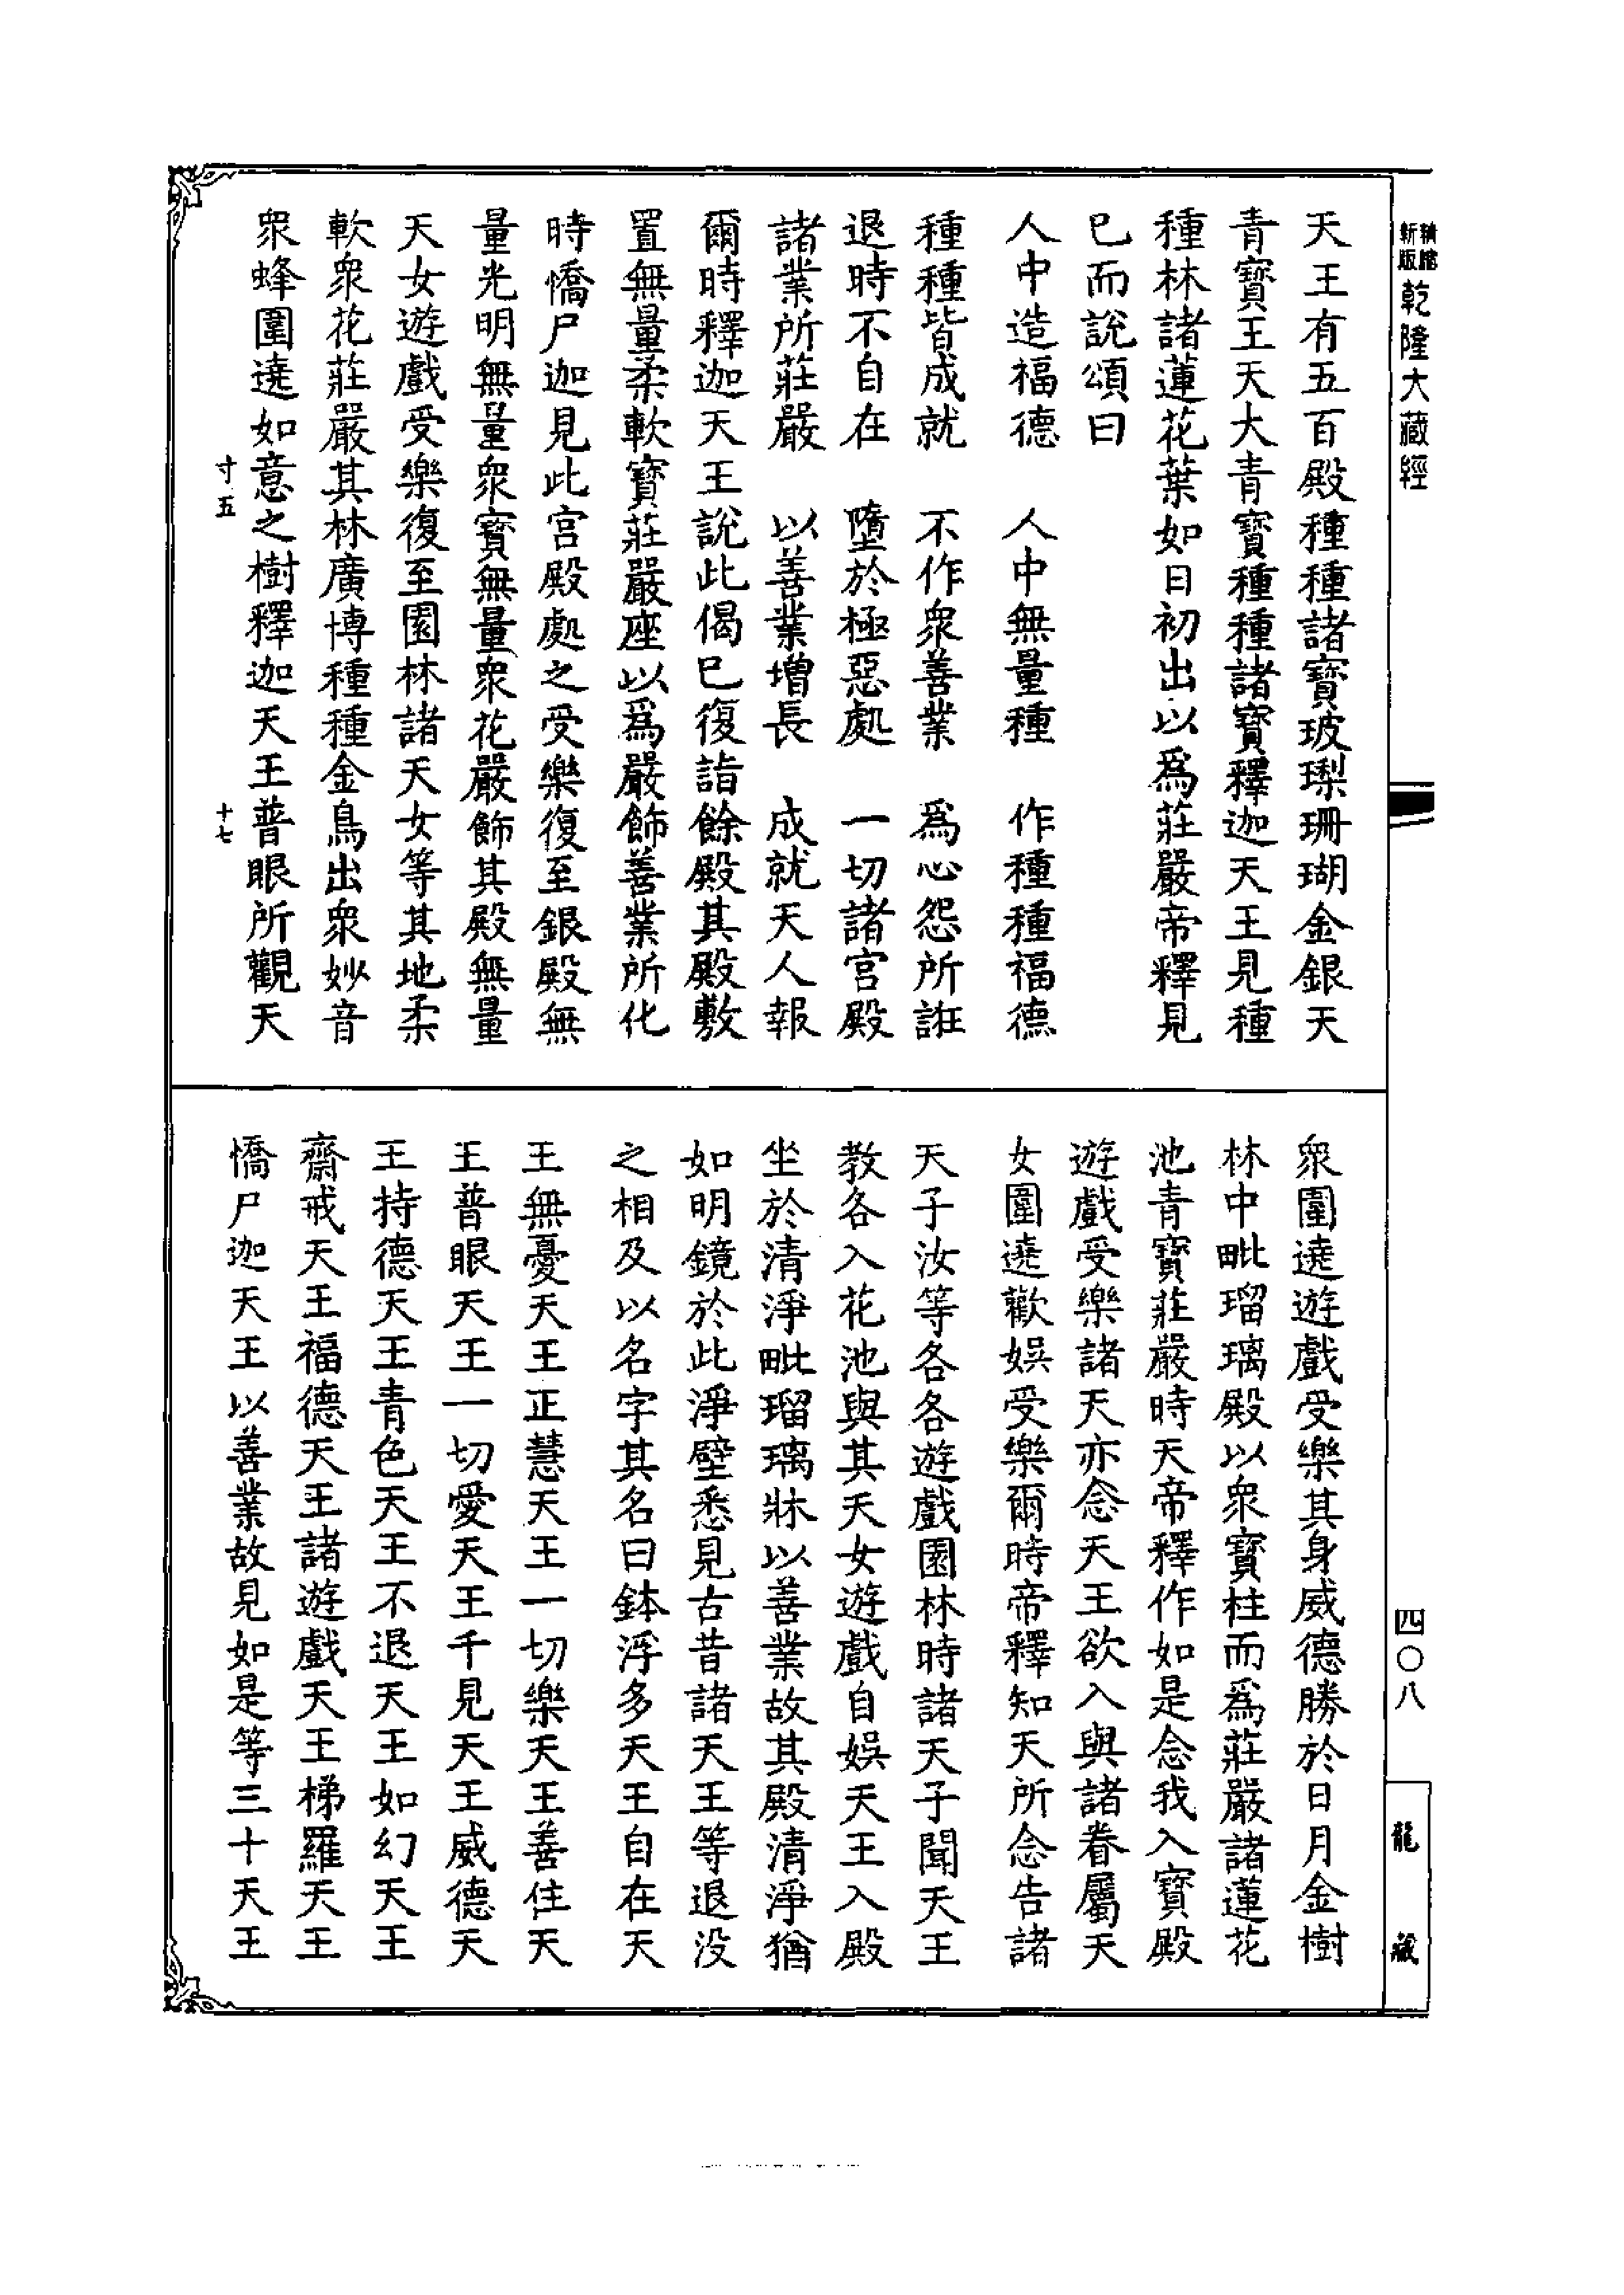 新版
精縮
乾隆大藏經
四〇八
龍藏
天王有五百殿種種諸寶玻瓈珊瑚金銀天
青寶王天大青寶種種諸寶釋迦天王見種
種林諸蓮花葉如日初出以為莊嚴帝釋見
已而說頌曰
人中造福德　人中無量種　作種種福德
種種皆成就　不作眾善業　為心怨所誑
退時不自在　墮於極惡處　一切諸宮殿
諸業所莊嚴　以善業增長　成就天人報
爾時釋迦天王說此偈已復詣餘殿其殿敷
置無量柔軟寶莊嚴座以為嚴飾善業所化
時憍尸迦見此宮殿處之受樂復至銀殿無
量光明無量眾寶無量眾花嚴飾其殿無量
天女遊戲受樂復至園林諸天女等其地柔
軟眾花莊嚴其林廣博種種金鳥出眾妙音
眾蜂圍遶如意之樹釋迦天王普眼所觀天
寸五
十七
眾圍遶遊戲受樂其身威德勝於日月金樹
林中毗瑠璃殿以眾寶柱而為莊嚴諸蓮花
池青寶莊嚴時天帝釋作如是念我入寶殿
遊戲受樂諸天亦念天王欲入與諸眷屬天
女圍遶歡娛受樂爾時帝釋知天所念告諸
天子汝等各各遊戲園林時諸天子聞天王
教各入花池與其天女遊戲自娛天王入殿
坐於清淨毗瑠璃牀以善業故其殿清淨猶
如明鏡於此淨壁悉見古昔諸天王等退沒
之相及以名字其名曰鉢浮多天王自在天
王無憂天王正慧天王一切樂天王善住天
王普眼天王一切愛天王千見天王威德天
王持德天王青色天王不退天王如幻天王
齋戒天王福德天王諸遊戲天王梯羅天王
憍尸迦天王以善業故見如是等三十天王